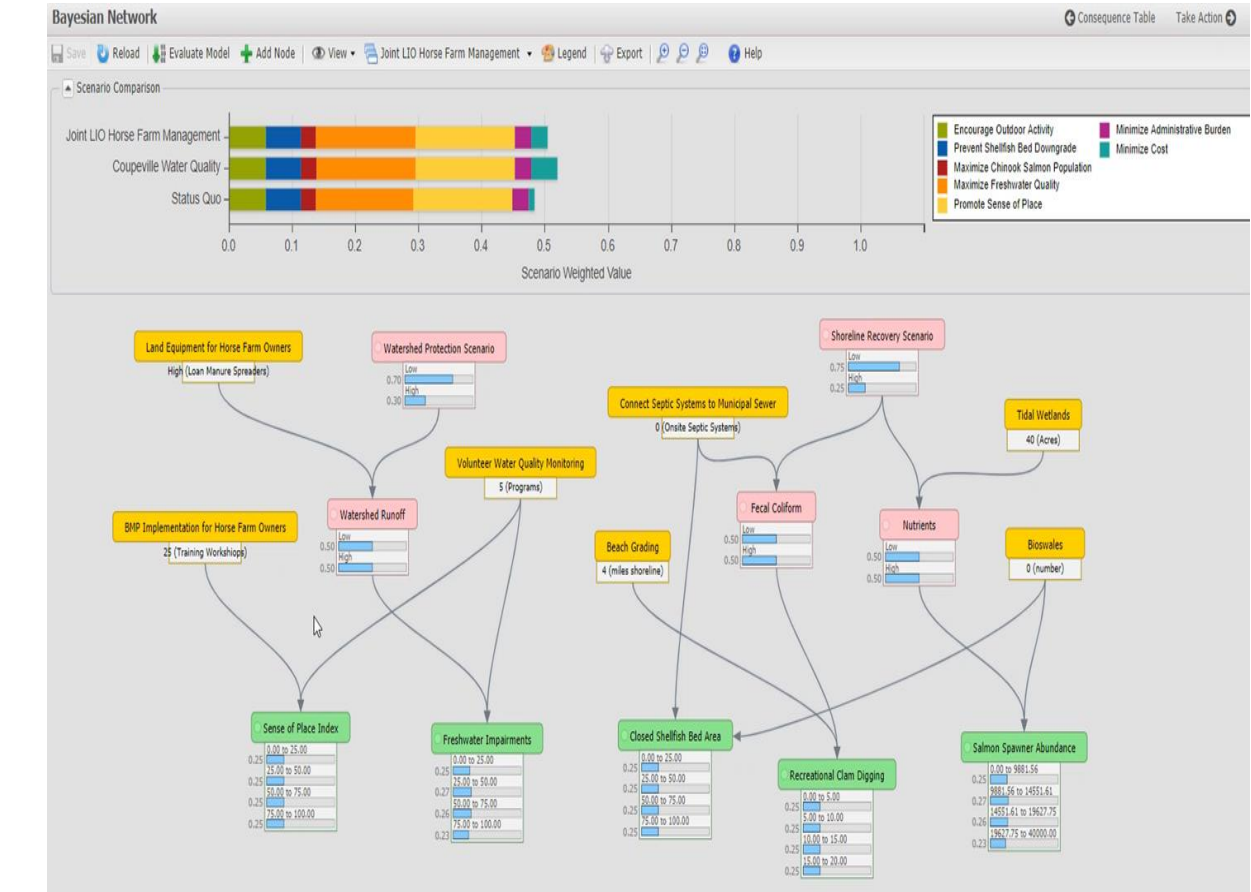 Bayesian Network
Consequence Table Take Action
Save Reload Evaluate Model Add Node View Joint LIO Horse Farm Management Legend Export Help
Scenario Comparison
Joint LIO Horse Farm Management
Coupeville Water Quality
Status Quo
0.0 0.1 0.2 0.3 0.4 0.5 0.6 0.7 0.8 0.9 1.0
Scenario Weighted Value
Encourage Outdoor Activity
Prevent Shellfish Bed Downgrade
Maximize Chinook Salmon Population
Maximize Freshwater Quality
Promote Sense of Place
Minimize Administrative Burden
Minimize Cost
Land Equipment for Horse Farm Owners
High (Loan Manure Spreaders)
Watershed Protection Scenario
Low
0.70
High
0.30
Shoreline Recovery Scenario
Low
0.75
High
0.25
Connect Septic Systems to Municipal Sewer
0 (Onsite Septic Systems)
Tidal Wetlands
40 (Acres)
Volunteer Water Quality Monitoring
5 (Programs)
BMP Implementation for Horse Farm Owners
25 (Training Workshiops)
Watershed Runoff
Low
0.50
High
0.50
Beach Grading
4 (miles shoreline)
Fecal Coliform
Low
0.50
High
0.50
Nutrients
Low
0.50
High
0.50
Bioswales
0 (number)
Sense of Place Index
0.00 to 25.00
0.25
25.00 to 50.00
0.25
50.00 to 75.00
0.25
75.00 to 100.00
0.25
Freshwater Impairments
0.00 to 25.00
0.25
25.00 to 50.00
0.27
50.00 to 75.00
0.26
75.00 to 100.00
0.23
Closed Shellfish Bed Area
0.00 to 25.00
0.25
25.00 to 50.00
0.25
50.00 to 75.00
0.25
75.00 to 100.00
0.25
Recreational Clam Digging
0.00 to 5.00
0.25
5.00 to 10.00
0.25
10.00 to 15.00
0.25
15.00 to 20.00
0.25
Salmon Spawner Abundance
0.00 to 9881.56
0.25
9881.56 to 14551.61
0.27
14551.61 to 19627.75
0.26
19627.75 to 40000.00
0.23